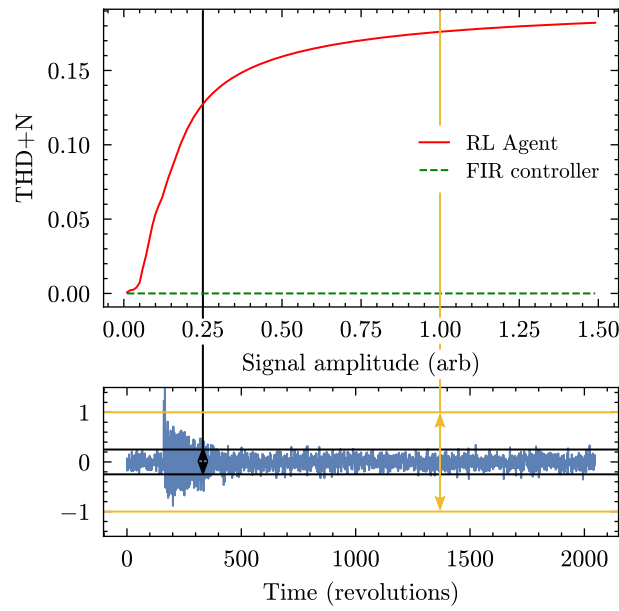 THD+N
0.15
0.10
0.05
0.00
RL Agent
FIR controller
0.00 0.25 0.50 0.75 1.00 1.25 1.50
Signal amplitude (arb)
1
0
−1
0 500 1000 1500 2000
Time (revolutions)